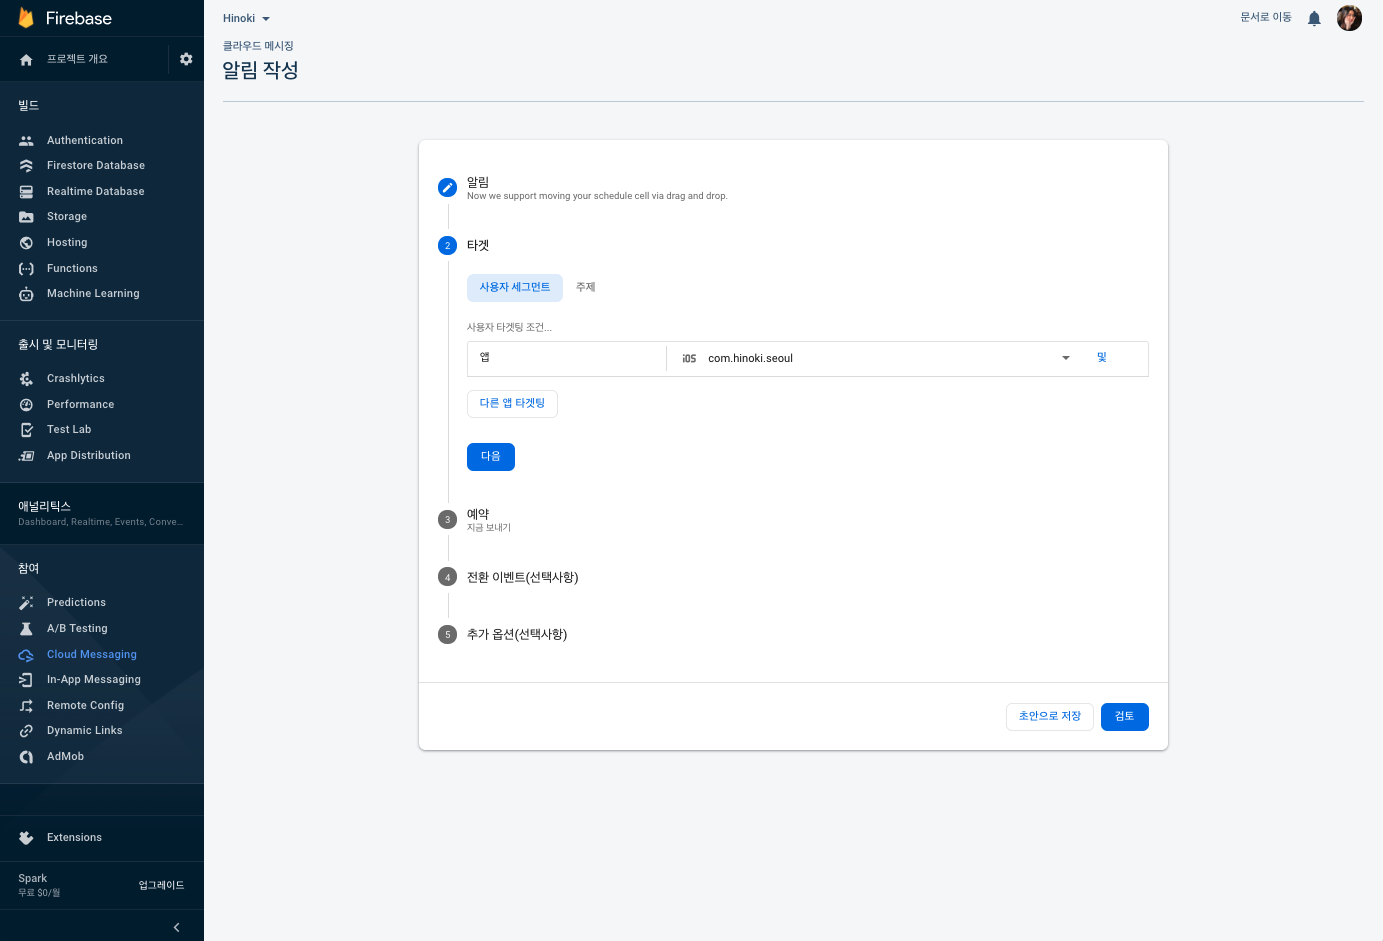 Firebase
프로젝트 개요
빌드
Authentication
Firestore Database
Realtime Database
Storage
Hosting
Functions
Machine Learning
출시 및 모니터링
Crashlytics
Performance
Test Lab
App Distribution
애널리틱스
Dashboard, Realtime, Events, Conve...
참여
Predictions
A/B Testing
Cloud Messaging
In-App Messaging
Remote Config
Dynamic Links
AdMob
Extensions
Spark
무료 $0/월
업그레이드
Hinoki
문서로 이동
클라우드 메시징
알림 작성
알림
Now we support moving your schedule cell via drag and drop.
2 타겟
사용자 세그먼트 주제
사용자 타겟팅 조건...
앱 iOS com.hinoki.seoul 및
다른 앱 타겟팅
다음
3 예약
지금 보내기
4 전환 이벤트(선택사항)
5 추가 옵션(선택사항)
초안으로 저장 검토